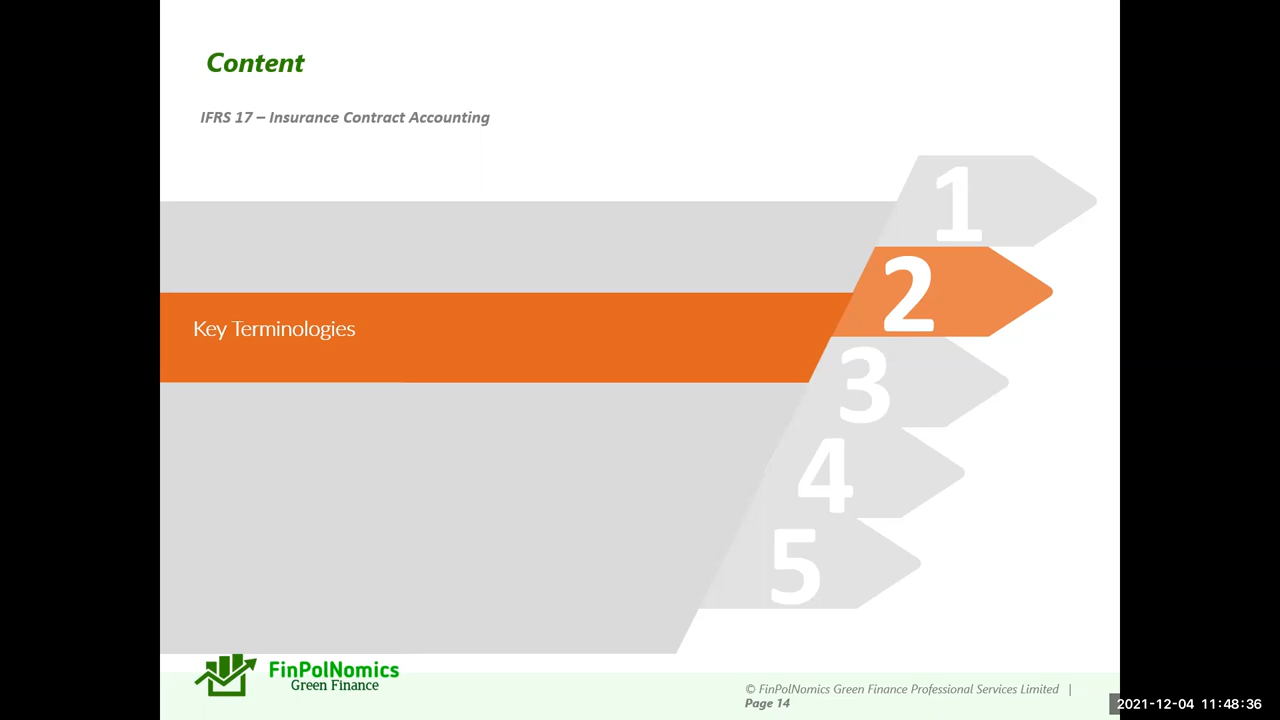 Content
IFRS 17 – Insurance Contract Accounting
1
2
Key Terminologies
3
4
5
FinPolNomics
Green Finance
© FinPolNomics Green Finance Professional Services Limited |
Page 14
2021-12-04 11:48:36